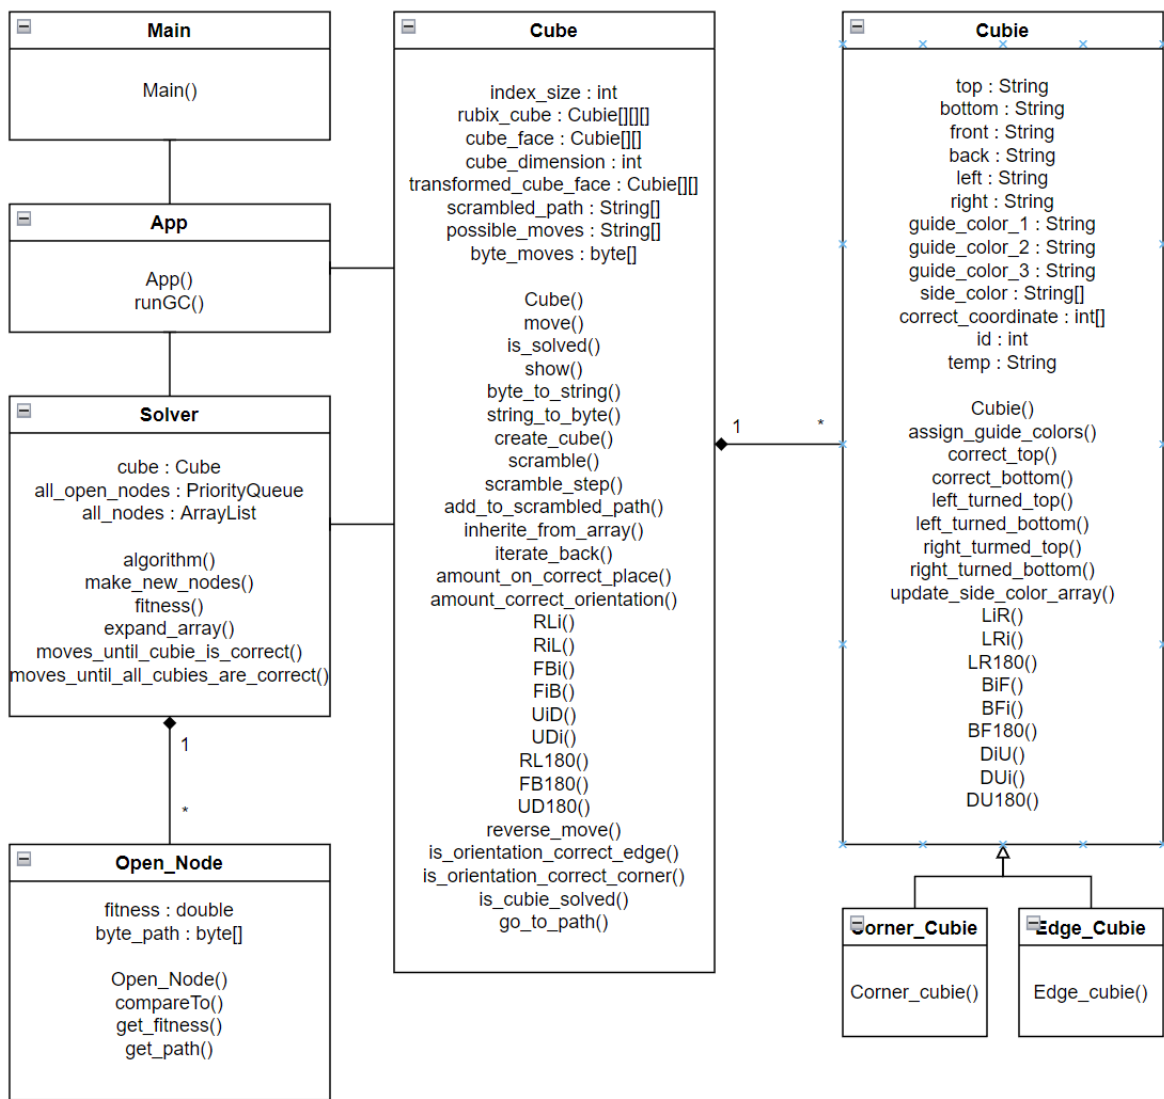 Main
Main()
App
App()
runGC()
Solver
cube : Cube
all_open_nodes : PriorityQueue
all_nodes : ArrayList
algorithm()
make_new_nodes()
fitness()
expand_array()
moves_until_cubie_is_correct()
moves_until_all_cubies_are_correct()
1
*
Open_Node
fitness : double
byte_path : byte[]
Open_Node()
compareTo()
get_fitness()
get_path()
Cube
index_size : int
rubix_cube : Cubie[][][]
cube_face : Cubie[][]
cube_dimension : int
transformed_cube_face : Cubie[][]
scrambled_path : String[]
possible_moves : String[]
byte_moves : byte[]
Cube()
move()
is_solved()
show()
byte_to_string()
string_to_byte()
create_cube()
scramble()
scramble_step()
add_to_scrambled_path()
inherite_from_array()
iterate_back()
amount_on_correct_place()
amount_correct_orientation()
RLi()
RiL()
FBi()
FiB()
UiD()
UDi()
RL180()
FB180()
UD180()
reverse_move()
is_orientation_correct_edge()
is_orientation_correct_corner()
is_cubie_solved()
go_to_path()
1
*
Cubie
top : String
bottom : String
front : String
back : String
left : String
right : String
guide_color_1 : String
guide_color_2 : String
guide_color_3 : String
side_color : String[]
correct_coordinate : int[]
id : int
temp : String
Cubie()
assign_guide_colors()
correct_top()
correct_bottom()
left_turned_top()
left_turned_bottom()
right_turmed_top()
right_turned_bottom()
update_side_color_array()
LiR()
LRi()
LR180()
BiF()
BFi()
BF180()
DiU()
DUi()
DU180()
Corner_Cubie
Corner_cubie()
Edge_Cubie
Edge_cubie()